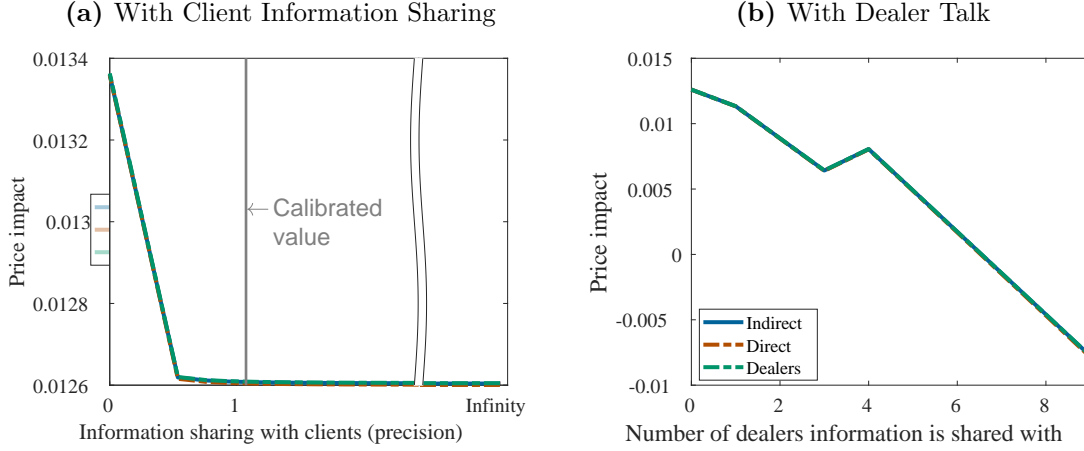 (a) With Client Information Sharing
0.0134
0.0132
0.013
0.0128
0.0126
Price impact
Calibrated
value
0
1
Infinity
Information sharing with clients (precision)
(b) With Dealer Talk
0.015
0.01
0.005
0
-0.005
-0.01
Price impact
Indirect
Direct
Dealers
0
2
4
6
8
Number of dealers information is shared with